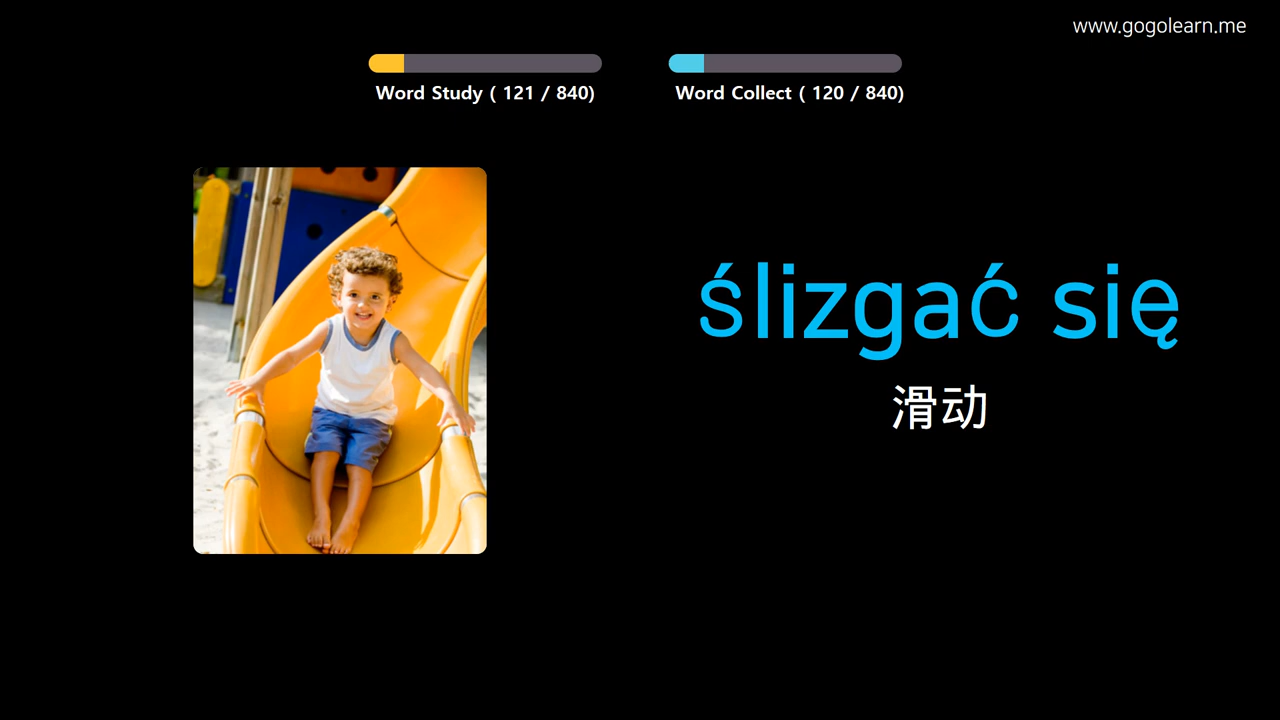 www.gogolearn.me
Word Study ( 121 / 840)
Word Collect ( 120 / 840)
ślizgać się
滑动